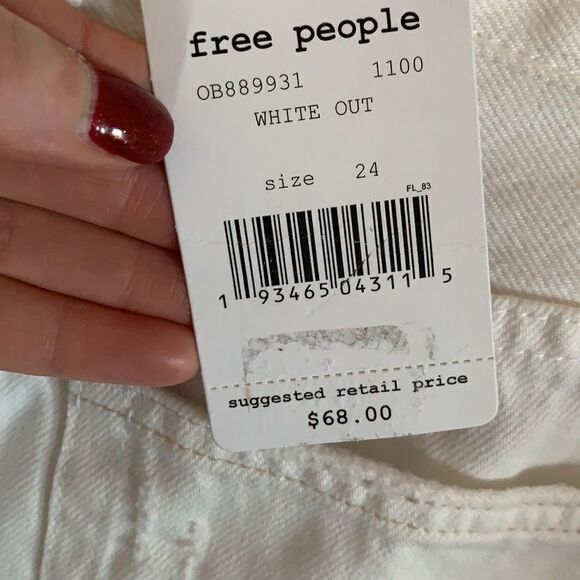 free people
OB889931 1100
WHITE OUT
size 24
FL_83
1 93465 04311 5
suggested retail price
$68.00